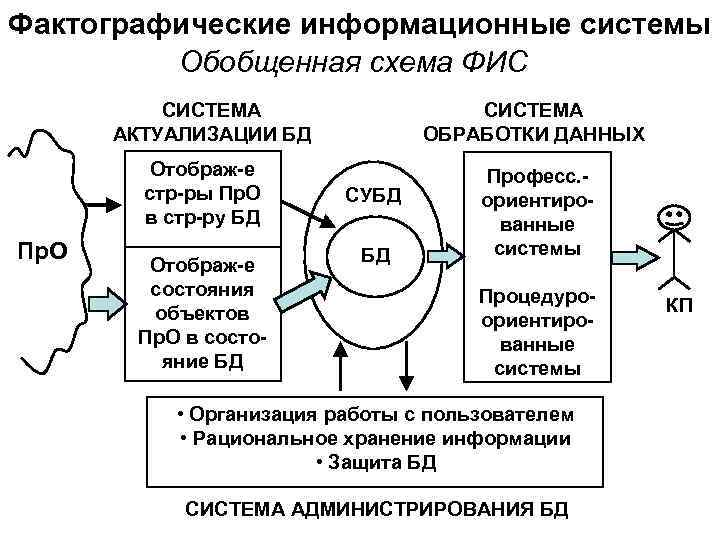 Фактографические информационные системы
Обобщенная схема ФИС
СИСТЕМА
АКТУАЛИЗАЦИИ БД
СИСТЕМА
ОБРАБОТКИ ДАННЫХ
ПрО
Отображ-е
стр-ры ПрО
в стр-ру БД
Отображ-е
состояния
объектов
ПрО в состо-
яние БД
СУБД
БД
Професс.-
ориентиро-
ванные
системы
Процедуро-
ориентиро-
ванные
системы
КП
• Организация работы с пользователем
• Рациональное хранение информации
• Защита БД
СИСТЕМА АДМИНИСТРИРОВАНИЯ БД